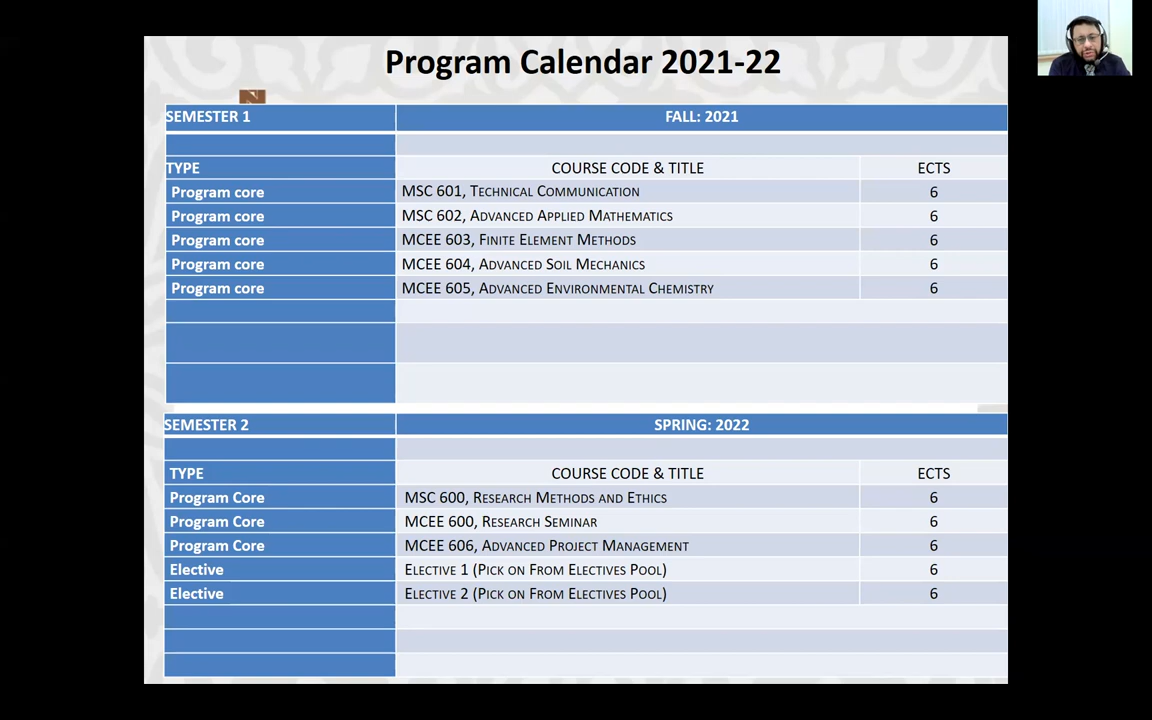 Program Calendar 2021-22
SEMESTER 1 FALL: 2021
TYPE COURSE CODE & TITLE ECTS
Program core MSC 601, Technical Communication 6
Program core MSC 602, Advanced Applied Mathematics 6
Program core MCEE 603, Finite Element Methods 6
Program core MCEE 604, Advanced Soil Mechanics 6
Program core MCEE 605, Advanced Environmental Chemistry 6
SEMESTER 2 SPRING: 2022
TYPE COURSE CODE & TITLE ECTS
Program Core MSC 600, Research Methods and Ethics 6
Program Core MCEE 600, Research Seminar 6
Program Core MCEE 606, Advanced Project Management 6
Elective Elective 1 (Pick on From Electives Pool) 6
Elective Elective 2 (Pick on From Electives Pool) 6